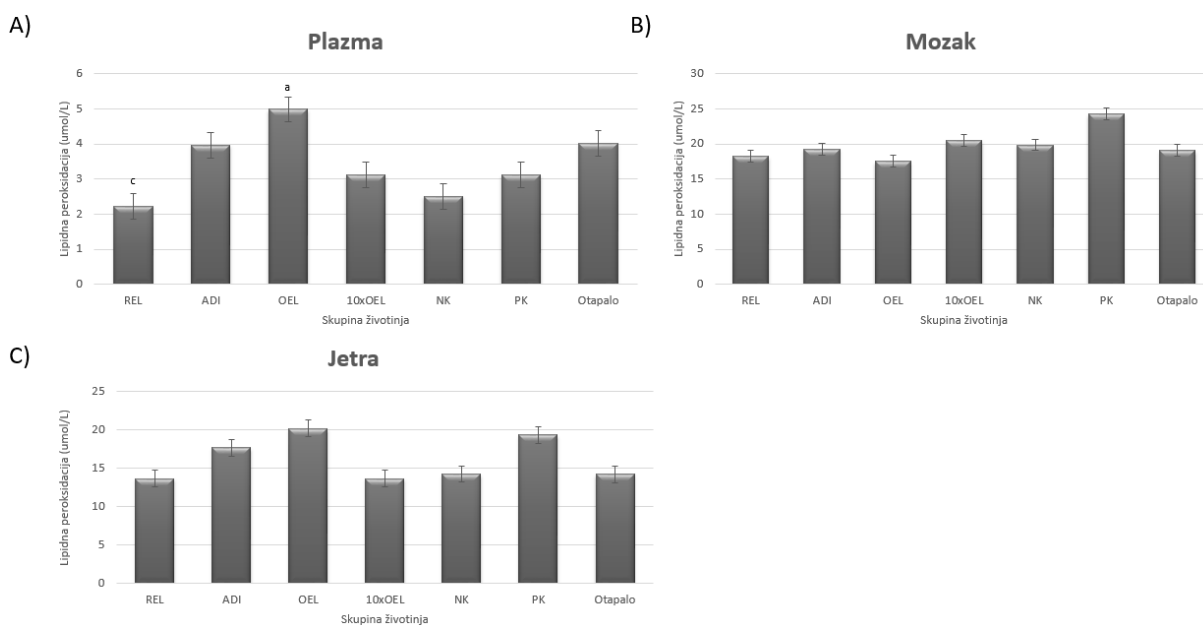 A)
Plazma
Lipidna peroksidacija (umol/L)
6
5
4
3
2
1
0
c
a
REL ADI OEL 10xOEL NK PK Otapalo
Skupina životinja
B)
Mozak
Lipidna peroksidacija (umol/L)
30
25
20
15
10
5
0
REL ADI OEL 10xOEL NK PK Otapalo
Skupina životinja
C)
Jetra
Lipidna peroksidacija (umol/L)
25
20
15
10
5
0
REL ADI OEL 10xOEL NK PK Otapalo
Skupina životinja